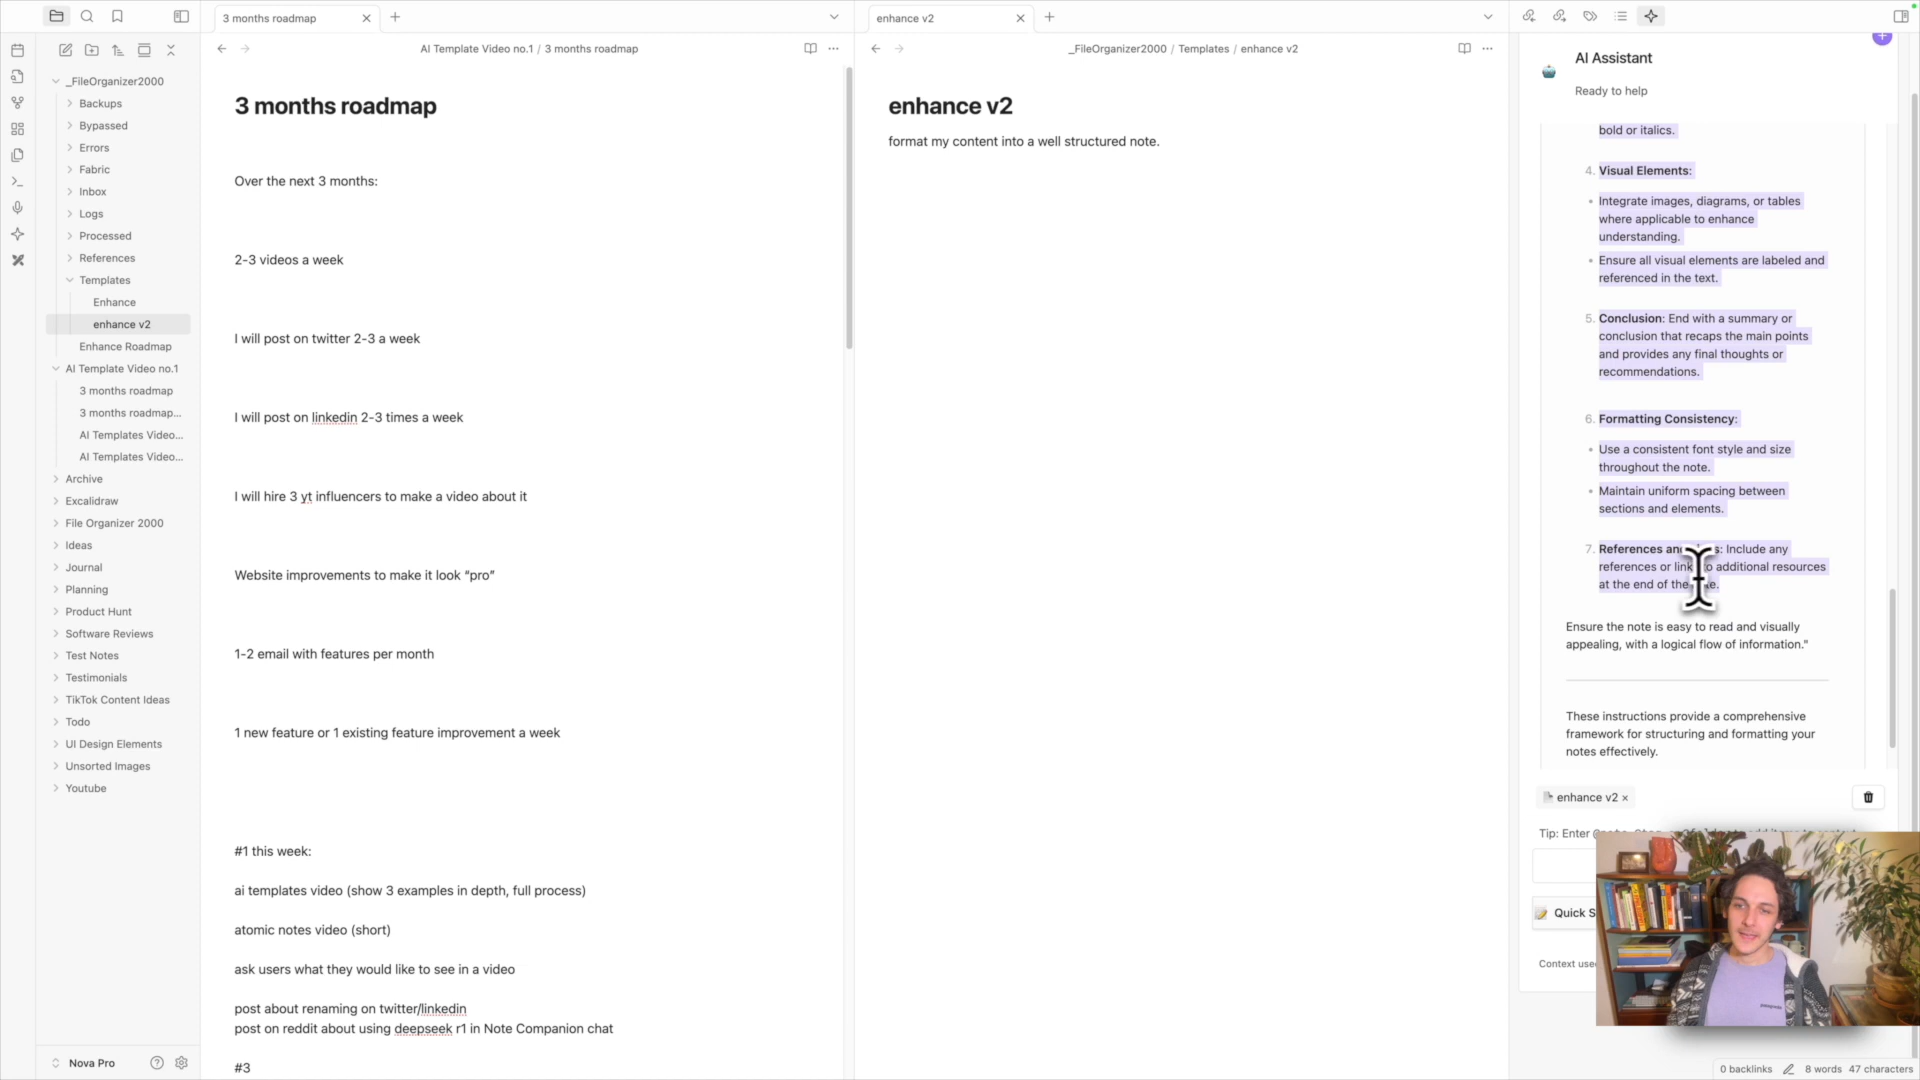 3 months roadmap
enhance v2
AI Template Video no.1 / 3 months roadmap
_FileOrganizer2000 / Templates / enhance v2
_FileOrganizer2000
Backups
Bypassed
Errors
Fabric
Inbox
Logs
Processed
References
Templates
Enhance
enhance v2
Enhance Roadmap
AI Template Video no.1
3 months roadmap
3 months roadmap...
AI Templates Video...
AI Templates Video...
Archive
Excalidraw
File Organizer 2000
Ideas
Journal
Planning
Product Hunt
Software Reviews
Test Notes
Testimonials
TikTok Content Ideas
Todo
UI Design Elements
Unsorted Images
Youtube
Nova Pro
3 months roadmap
Over the next 3 months:
2-3 videos a week
I will post on twitter 2-3 a week
I will post on linkedin 2-3 times a week
I will hire 3 yt influencers to make a video about it
Website improvements to make it look “pro”
1-2 email with features per month
1 new feature or 1 existing feature improvement a week
#1 this week:
ai templates video (show 3 examples in depth, full process)
atomic notes video (short)
ask users what they would like to see in a video
post about renaming on twitter/linkedin
post on reddit about using deepseek r1 in Note Companion chat
#3
enhance v2
format my content into a well structured note.
AI Assistant
Ready to help
bold or italics.
4. Visual Elements:
• Integrate images, diagrams, or tables
where applicable to enhance
understanding.
• Ensure all visual elements are labeled and
referenced in the text.
5. Conclusion: End with a summary or
conclusion that recaps the main points
and provides any final thoughts or
recommendations.
6. Formatting Consistency:
• Use a consistent font style and size
throughout the note.
• Maintain uniform spacing between
sections and elements.
7. References : Include any
references or additional resources
at the end of the
Ensure the note is easy to read and visually
appealing, with a logical flow of information."
These instructions provide a comprehensive
framework for structuring and formatting your
notes effectively.
enhance v2 ×
Tip: Enter
Quick S
Context use
0 backlinks
8 words
47 characters